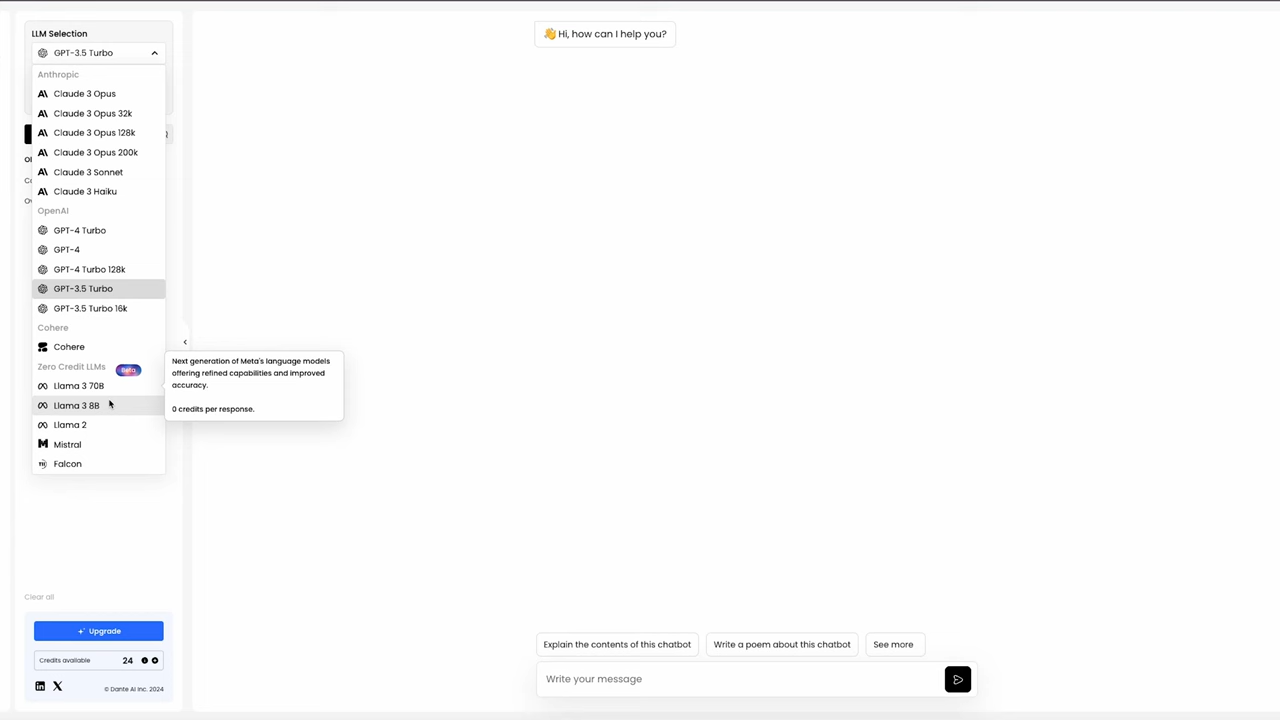 LLM Selection
GPT-3.5 Turbo
Anthropic
Claude 3 Opus
Claude 3 Opus 32k
Claude 3 Opus 128k
Claude 3 Opus 200k
Claude 3 Sonnet
Claude 3 Haiku
OpenAI
GPT-4 Turbo
GPT-4
GPT-4 Turbo 128k
GPT-3.5 Turbo
GPT-3.5 Turbo 16k
Cohere
Cohere
Zero Credit LLMs Beta
Llama 3 70B
Llama 3 8B
Llama 2
Mistral
Falcon
Next generation of Meta's language models
offering refined capabilities and improved
accuracy.
0 credits per response.
Clear all
Upgrade
Credits available 24
© Dante AI Inc. 2024
👋 Hi, how can I help you?
Explain the contents of this chatbot
Write a poem about this chatbot
See more
Write your message